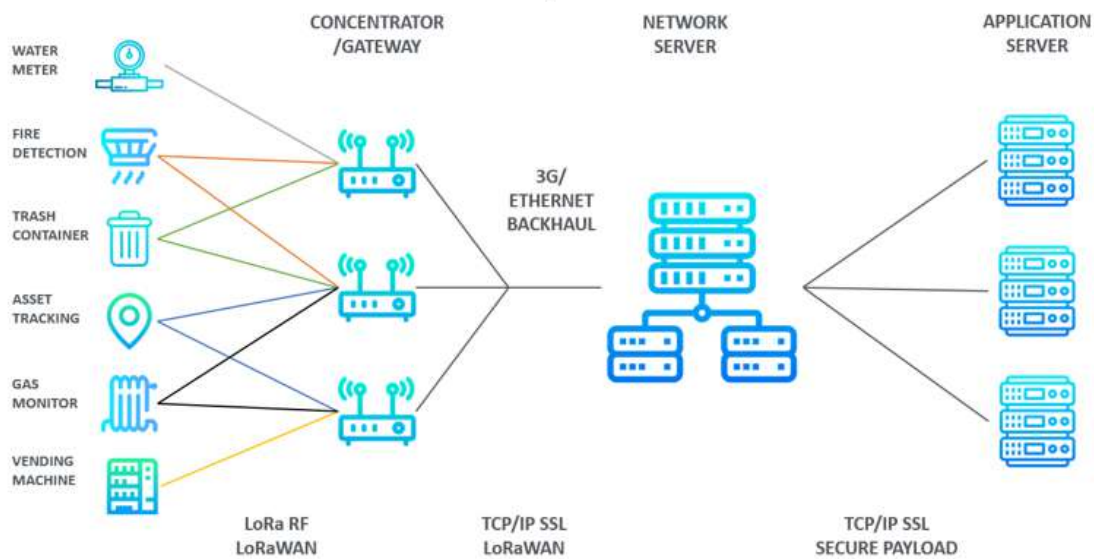 CONCENTRATOR
/GATEWAY
NETWORK
SERVER
APPLICATION
SERVER
WATER
METER
FIRE
DETECTION
TRASH
CONTAINER
ASSET
TRACKING
GAS
MONITOR
VENDING
MACHINE
3G/
ETHERNET
BACKHAUL
LoRa RF
LoRaWAN
TCP/IP SSL
LoRaWAN
TCP/IP SSL
SECURE PAYLOAD